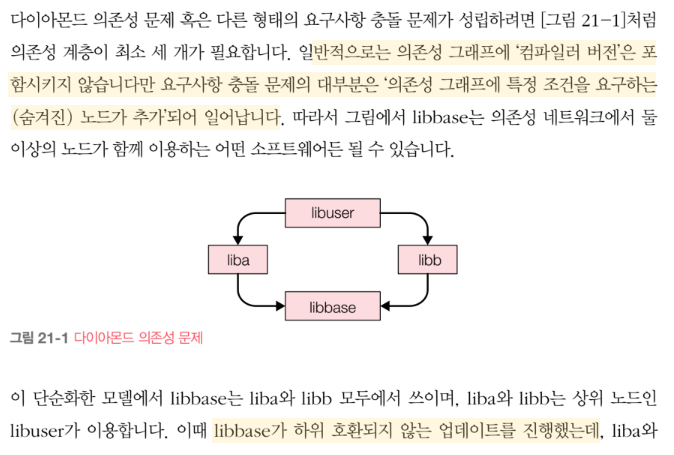 다이아몬드 의존성 문제 혹은 다른 형태의 요구사항 충돌 문제가 성립하려면 [그림 21-1]처럼
의존성 계층이 최소 세 개가 필요합니다. 일반적으로는 의존성 그래프에 ‘컴파일러 버전’은 포
함시키지 않습니다만 요구사항 충돌 문제의 대부분은 ‘의존성 그래프에 특정 조건을 요구하는
(숨겨진) 노드가 추가’되어 일어납니다. 따라서 그림에서 libbase는 의존성 네트워크에서 둘
이상의 노드가 함께 이용하는 어떤 소프트웨어든 될 수 있습니다.
libuser
liba
libb
libbase
그림 21-1 다이아몬드 의존성 문제
이 단순화한 모델에서 libbase는 liba와 libb 모두에서 쓰이며, liba와 libb는 상위 노드인
libuser가 이용합니다. 이때 libbase가 하위 호환되지 않는 업데이트를 진행했는데, liba와